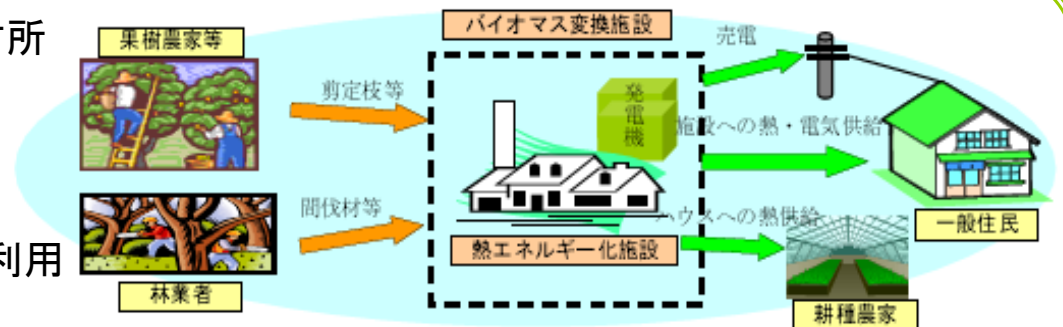 所
利用
果樹農家等
林業者
剪定枝等
間伐材等
バイオマス変換施設
発電機
熱エネルギー化施設
売電
施設への熱・電気供給
ハウスへの熱供給
一般住民
耕種農家